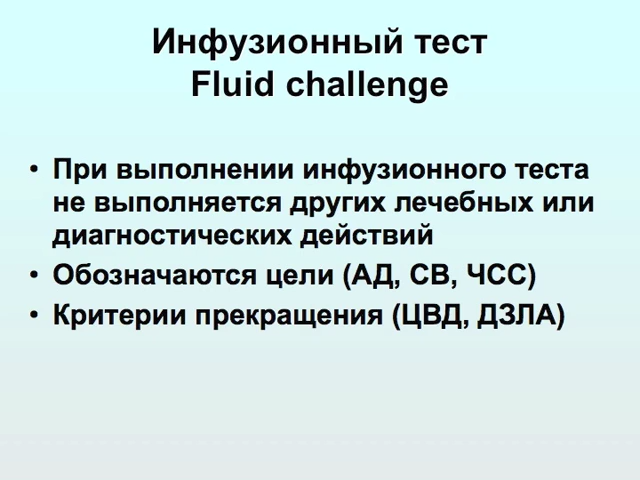 Инфузионный тест
Fluid challenge
• При выполнении инфузионного теста
не выполняется других лечебных или
диагностических действий
• Обозначаются цели (АД, СВ, ЧСС)
• Критерии прекращения (ЦВД, ДЗЛА)